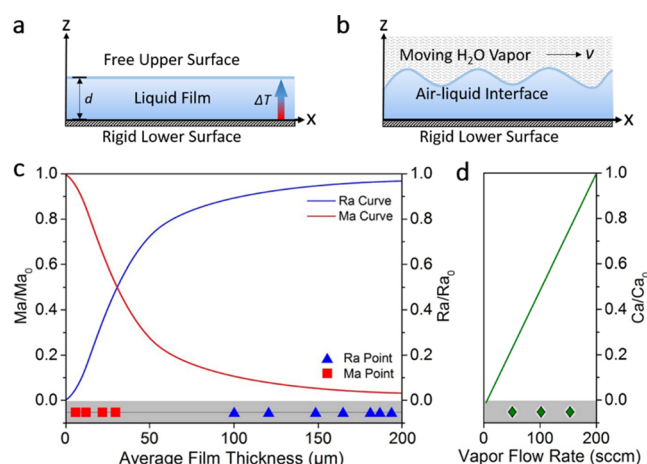 a
Z
Free Upper Surface
d
Liquid Film
ΔT
X
Rigid Lower Surface
b
Z
Moving H₂O Vapor
v
Air-liquid Interface
X
Rigid Lower Surface
c
Ma/Ma₀
1.0
0.8
0.6
0.4
0.2
0.0
Ra Curve
Ma Curve
Ra Point
Ma Point
1.0
0.8
0.6
0.4
0.2
0.0
Ra/Ra₀
0
50
100
150
200
Average Film Thickness (μm)
d
1.0
0.8
0.6
0.4
0.2
0.0
Ca/Ca₀
0
100
200
Vapor Flow Rate (sccm)